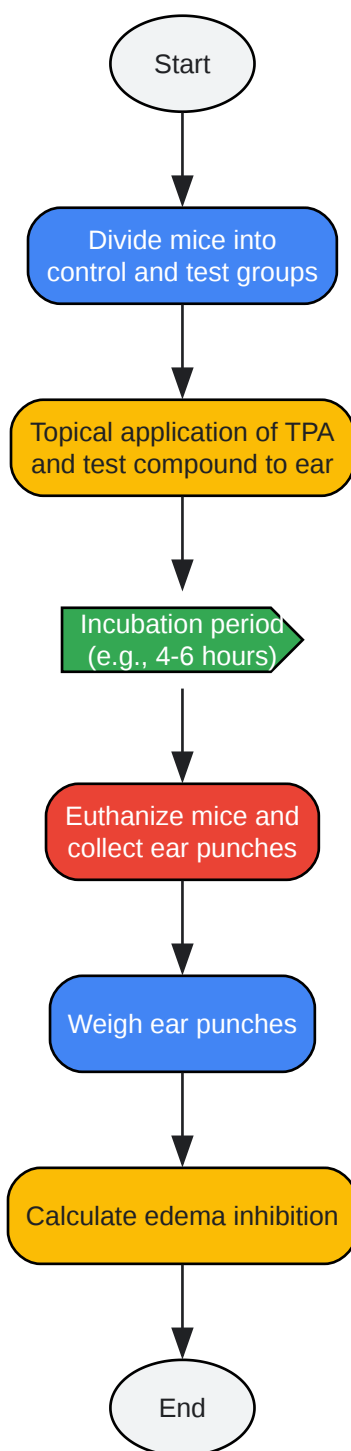 Start
Divide mice into
control and test groups
Topical application of TPA
and test compound to ear
Incubation period
(e.g., 4-6 hours)
Euthanize mice and
collect ear punches
Weigh ear punches
Calculate edema inhibition
End